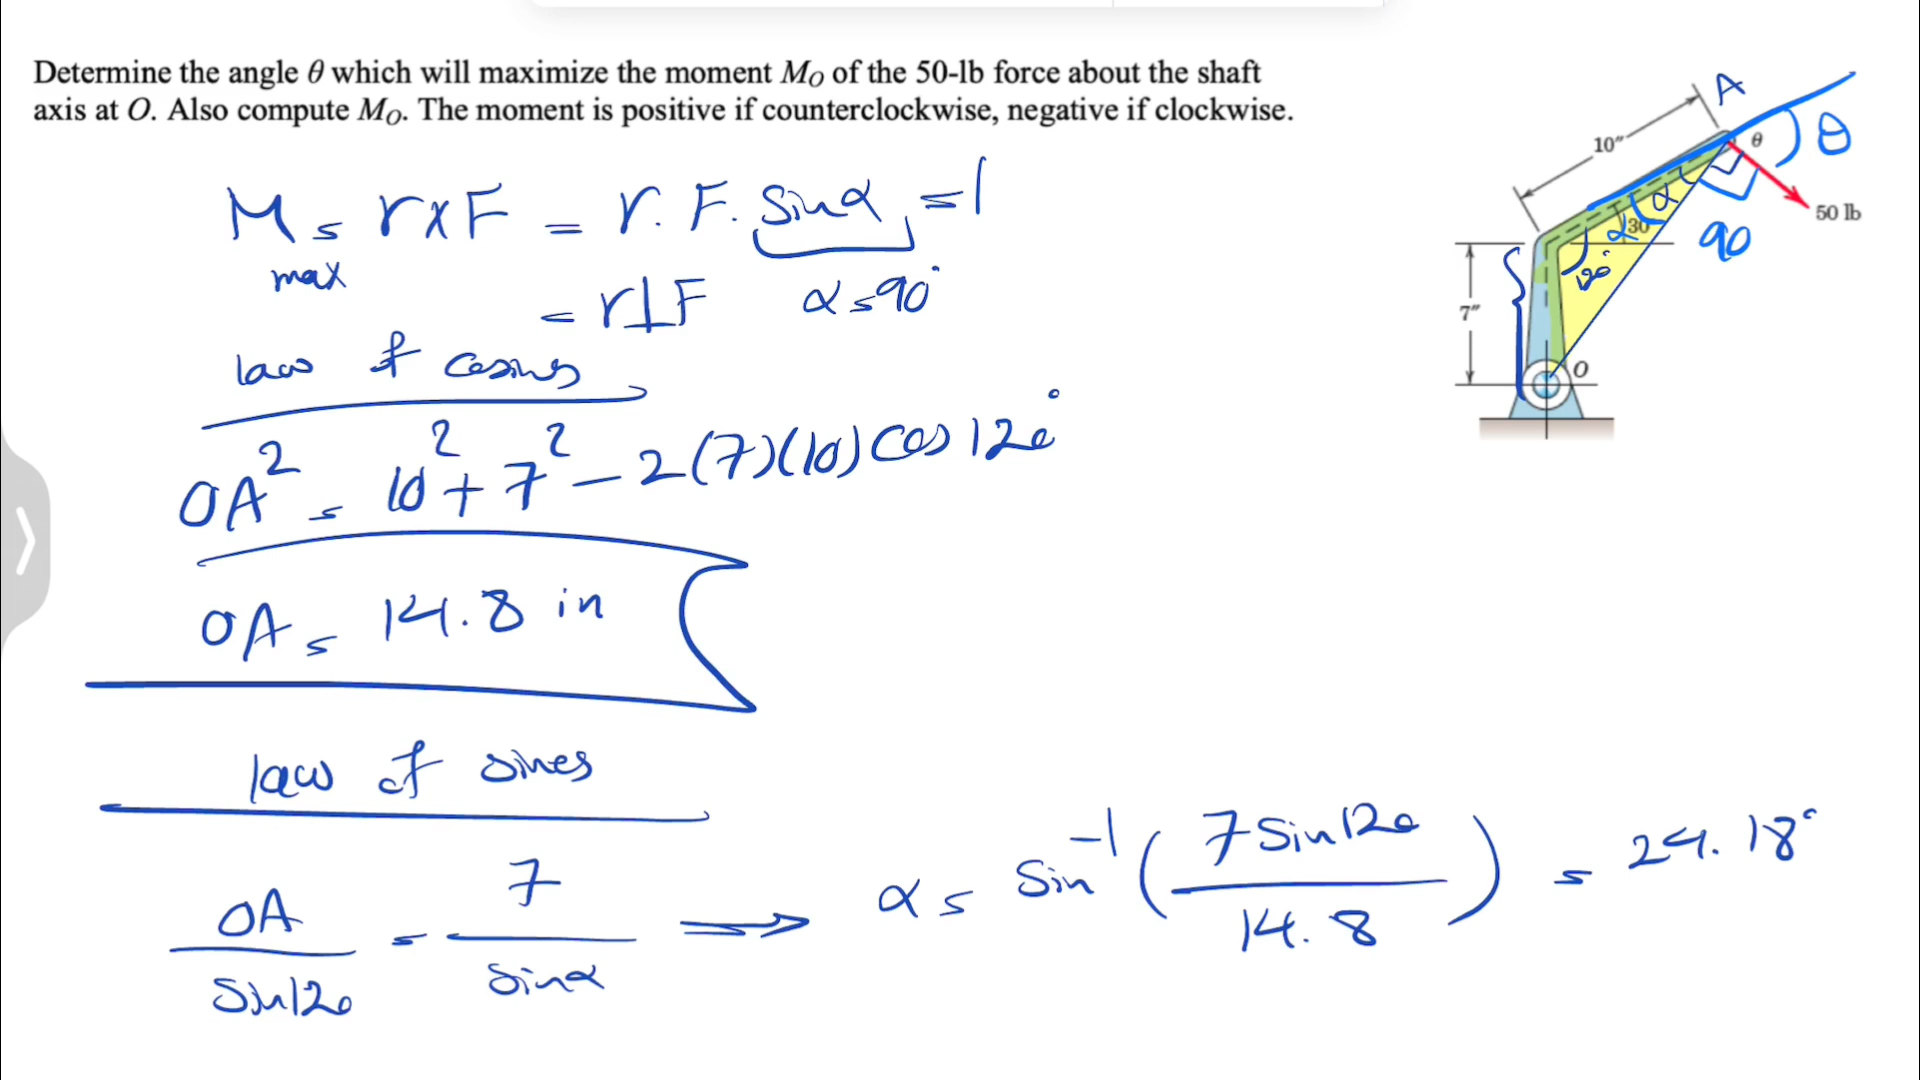 Determine the angle θ which will maximize the moment M_O of the 50-lb force about the shaft
axis at O. Also compute M_O. The moment is positive if counterclockwise, negative if clockwise.
M max = r x F = r. F. sinα = 1
= r⊥F α=90°
law of cosines
OA² = 10² + 7² - 2(7)(10) cos 120°
OA = 14.8 in
law of sines
OA / sin120 = 7 / sinα ⟹ α = sin⁻¹ ( 7 sin120 / 14.8 ) = 24.18°
A
10"
θ
θ
α
50 lb
α
30
90
120°
7"
O